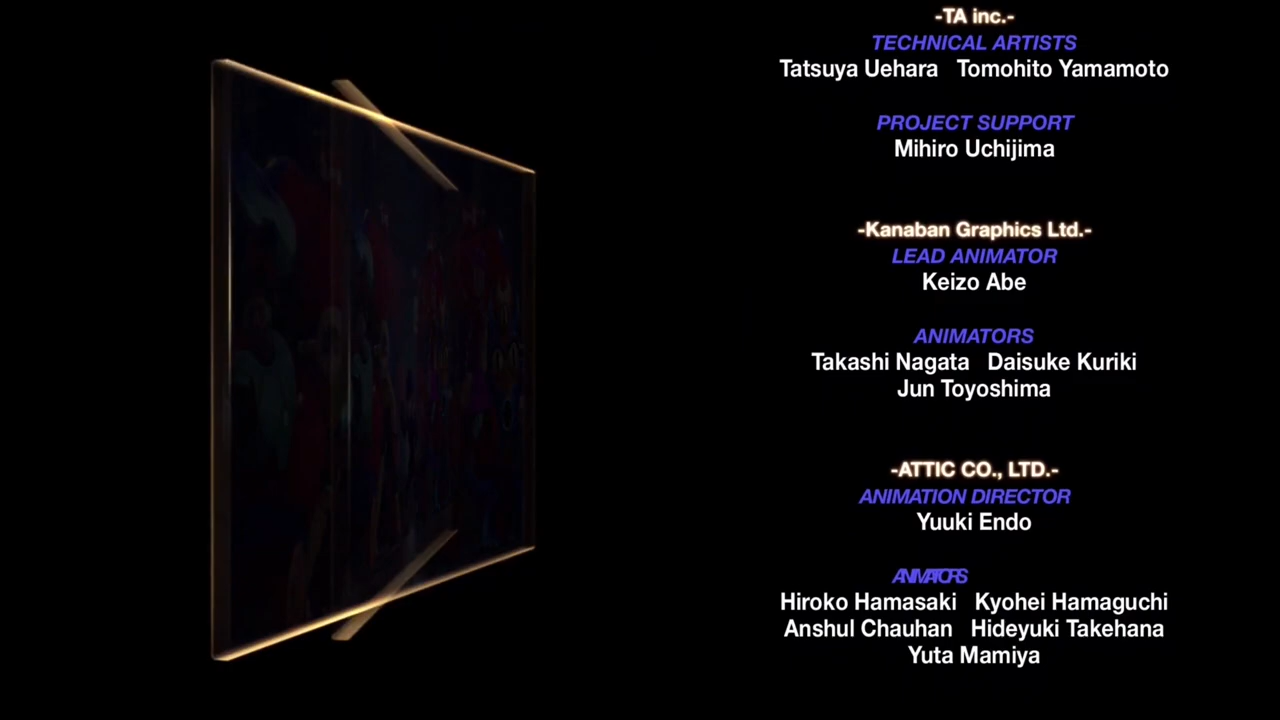 -TA inc.-
TECHNICAL ARTISTS
Tatsuya Uehara Tomohito Yamamoto
PROJECT SUPPORT
Mihiro Uchijima
-Kanaban Graphics Ltd.-
LEAD ANIMATOR
Keizo Abe
ANIMATORS
Takashi Nagata Daisuke Kuriki
Jun Toyoshima
-ATTIC CO., LTD.-
ANIMATION DIRECTOR
Yuuki Endo
ANIMATORS
Hiroko Hamasaki Kyohei Hamaguchi
Anshul Chauhan Hideyuki Takehana
Yuta Mamiya